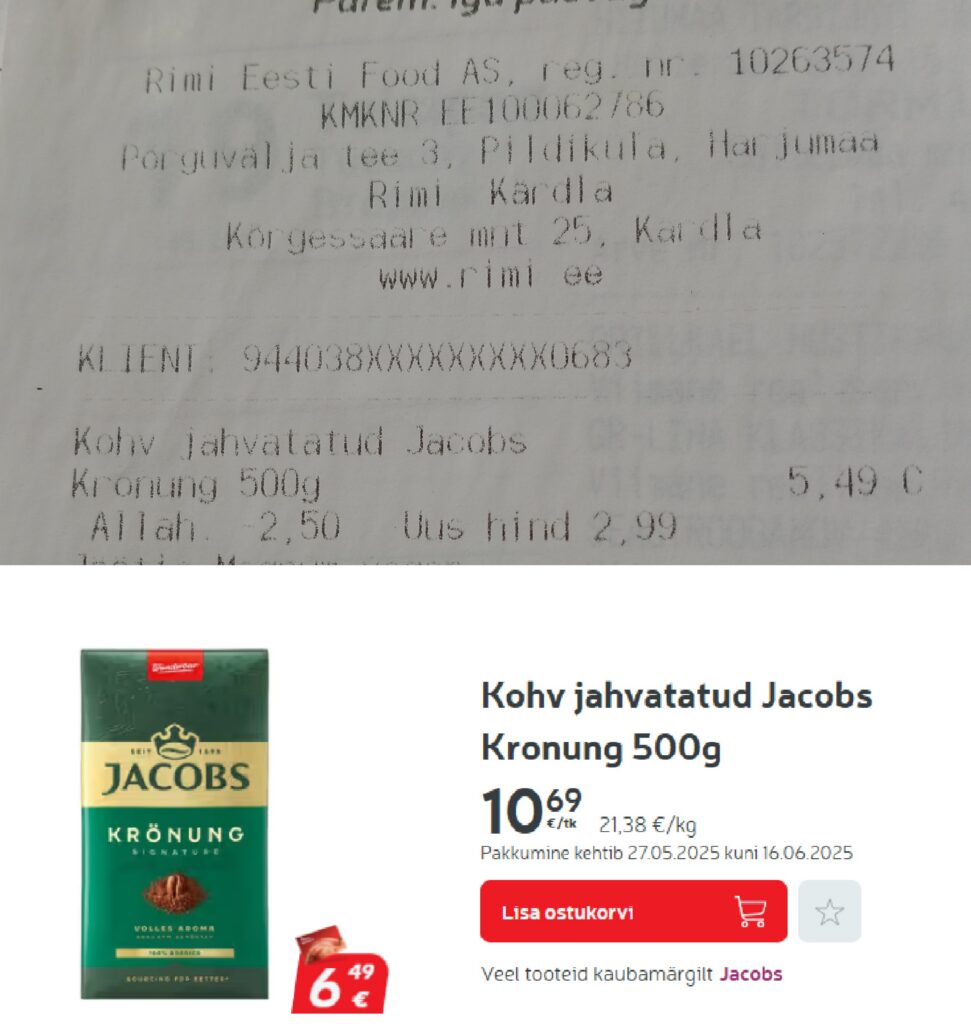 Rimi Eesti Food AS, reg. nr. 10263574
KMKNR EE100062786
Põrguvälja tee 3, Pildiküla, Harjumaa
Rimi Kärdla
Kõrgessaare mnt 25, Kärdla
www.rimi.ee
KLIENT: 944038XXXXXXXXX0683
Kohv jahvatatud Jacobs
Kronung 500g 5,49 €
Allah. -2,50 Uus hind 2,99
Kohv jahvatatud Jacobs
Kronung 500g
10 69 €/tk 21,38 €/kg
Pakkumine kehtib 27.05.2025 kuni 16.06.2025
Lisa ostukorvi
Veel tooteid kaubamärgilt Jacobs
SEIT 1895
JACOBS
KRÖNUNG
SIGNATURE
VOLLES AROMA
6 49 €